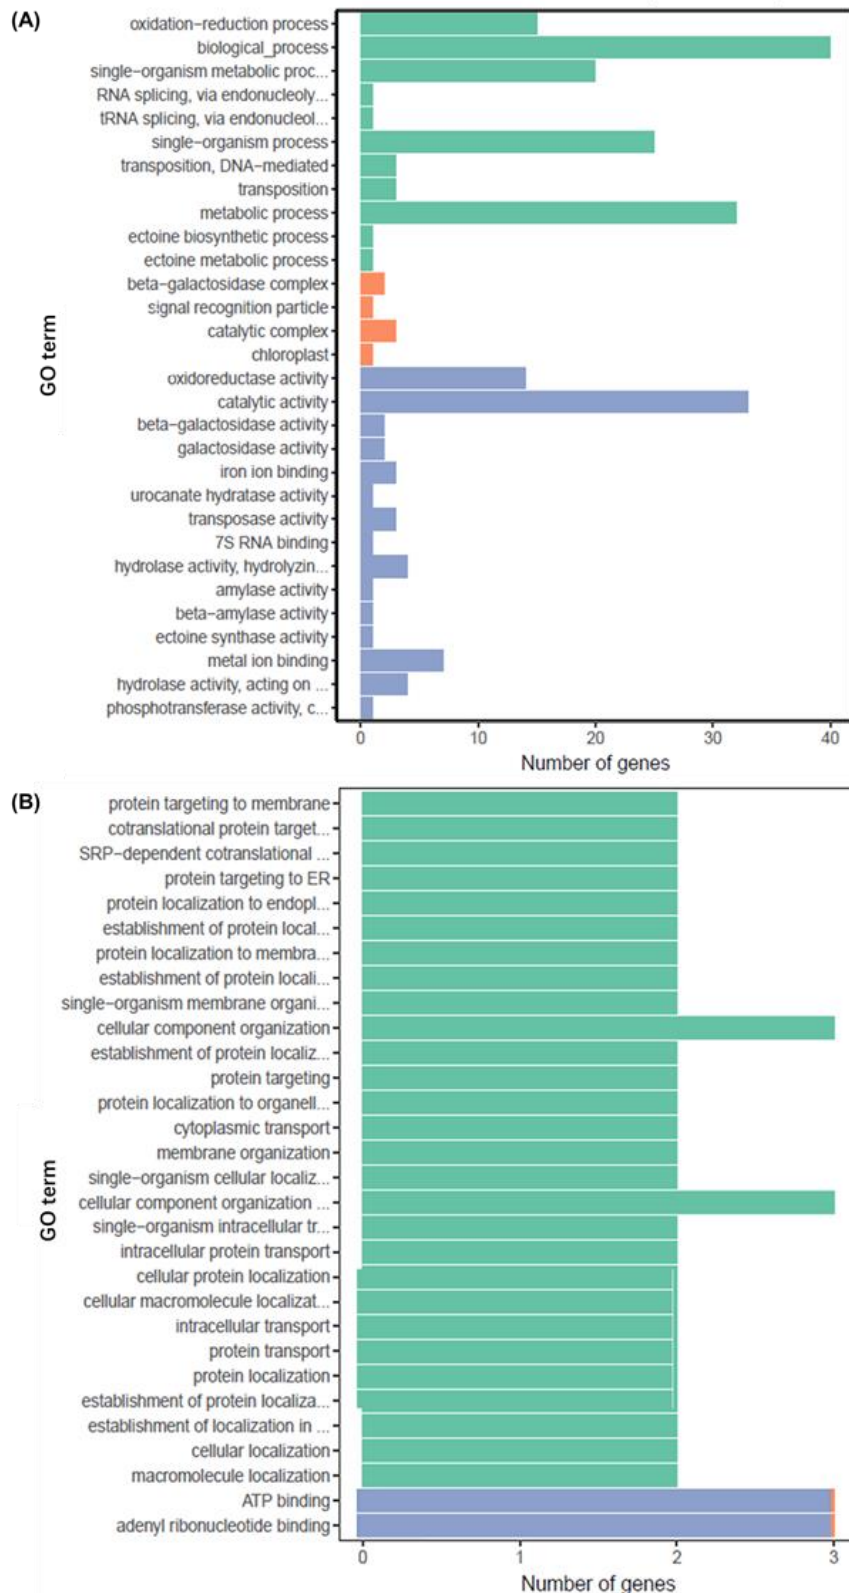 (A)
oxidation-reduction process
biological_process
single-organism metabolic proc...
RNA splicing, via endonucleoly...
tRNA splicing, via endonucleol...
single-organism process
transposition, DNA-mediated
transposition
metabolic process
ectoine biosynthetic process
ectoine metabolic process
beta-galactosidase complex
signal recognition particle
catalytic complex
chloroplast
oxidoreductase activity
catalytic activity
beta-galactosidase activity
galactosidase activity
iron ion binding
urocanate hydratase activity
transposase activity
7S RNA binding
hydrolase activity, hydrolyzin...
amylase activity
beta-amylase activity
ectoine synthase activity
metal ion binding
hydrolase activity, acting on ...
phosphotransferase activity, c...
GO term
0 10 20 30 40
Number of genes
(B)
protein targeting to membrane
cotranslational protein target...
SRP-dependent cotranslational ...
protein targeting to ER
protein localization to endopl...
establishment of protein local...
protein localization to membra...
establishment of protein locali...
single-organism membrane organi...
cellular component organization
establishment of protein localiz...
protein targeting
protein localization to organell...
cytoplasmic transport
membrane organization
single-organism cellular localiz...
cellular component organization ...
single-organism intracellular tr...
intracellular protein transport
cellular protein localization
cellular macromolecule localizat...
intracellular transport
protein transport
protein localization
establishment of protein localiza...
establishment of localization in ...
cellular localization
macromolecule localization
ATP binding
adenyl ribonucleotide binding
GO term
0 1 2 3
Number of genes